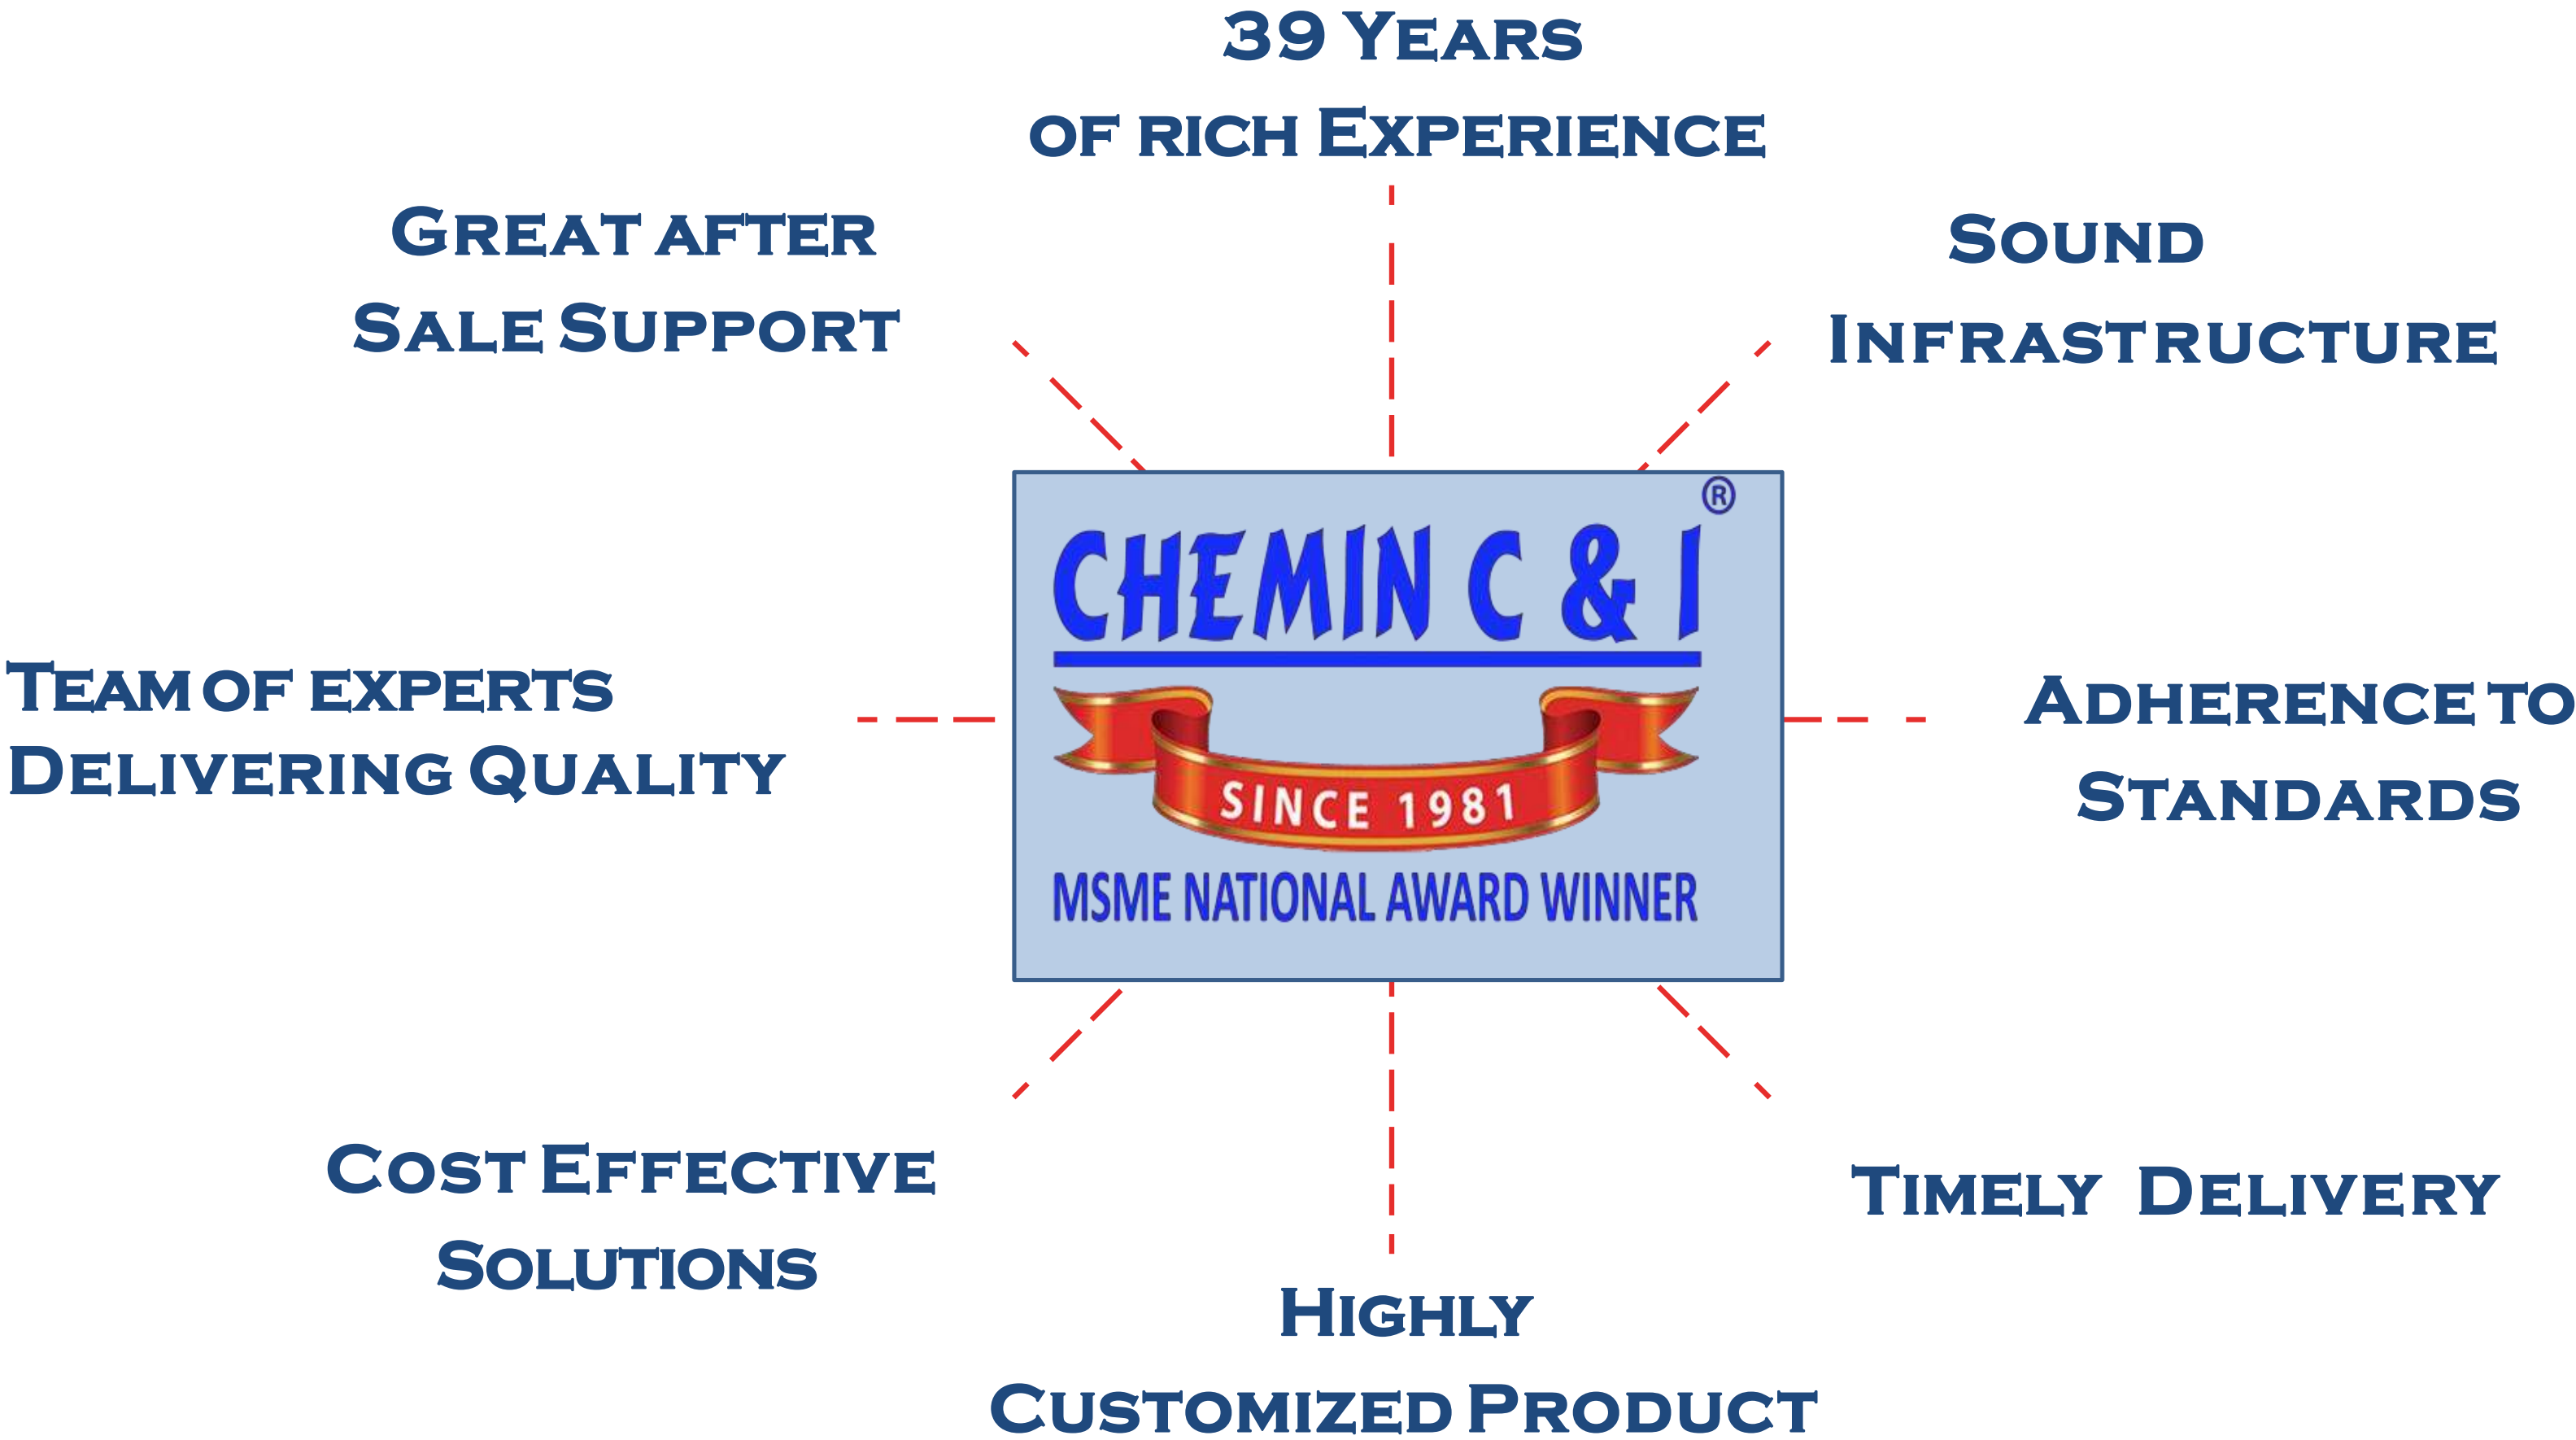 39 Years
of rich Experience
Great after
Sale Support
Sound
Infrastructure
CHEMIN C & I ®
SINCE 1981
MSME NATIONAL AWARD WINNER
Team of experts
Delivering Quality
Adherence to
Standards
Cost Effective
Solutions
Timely Delivery
Highly
Customized Product